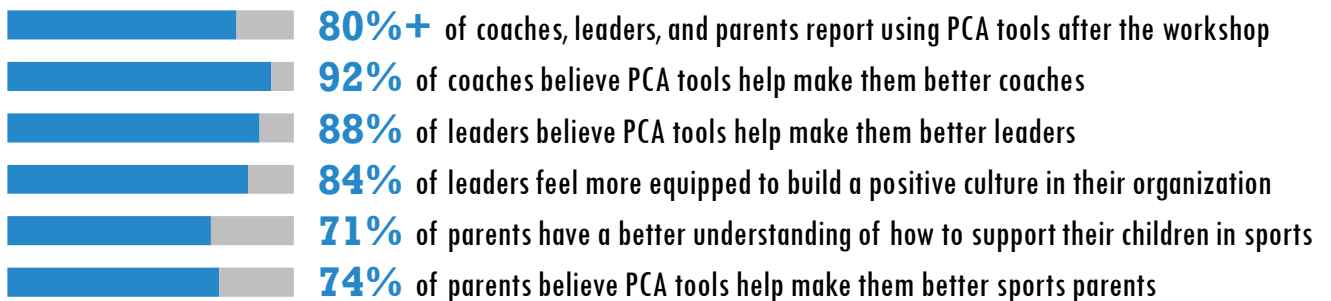 80%+ of coaches, leaders, and parents report using PCA tools after the workshop
92% of coaches believe PCA tools help make them better coaches
88% of leaders believe PCA tools help make them better leaders
84% of leaders feel more equipped to build a positive culture in their organization
71% of parents have a better understanding of how to support their children in sports
74% of parents believe PCA tools help make them better sports parents